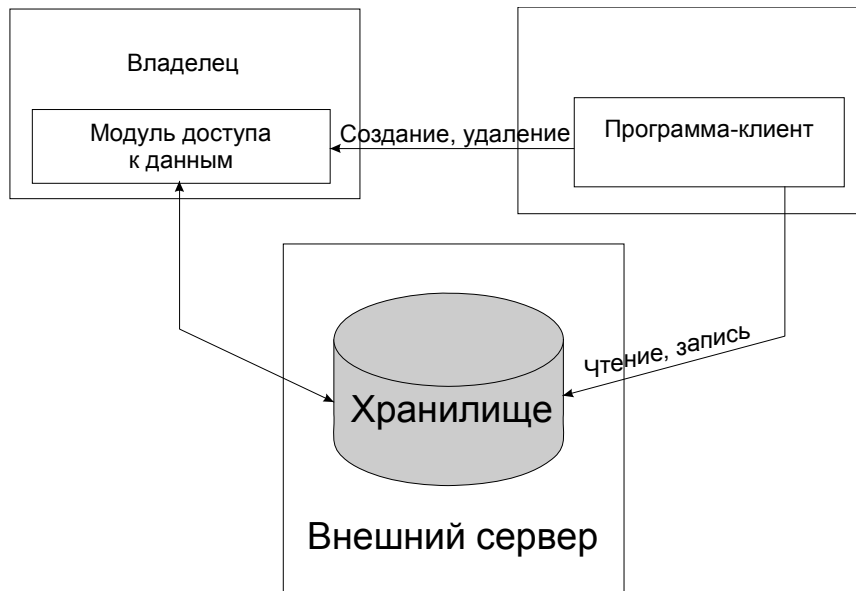 Владелец
Модуль доступа
к данным
Создание, удаление
Программа-клиент
Чтение, запись
Хранилище
Внешний сервер